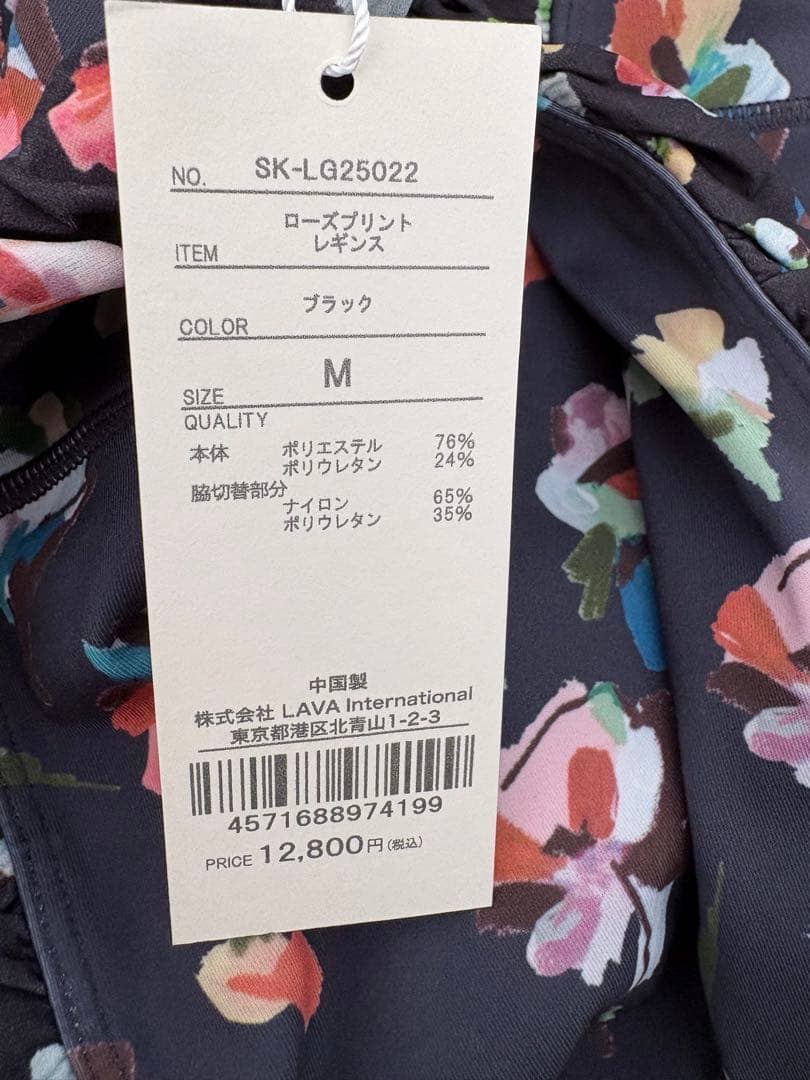 NO. SK-LG25022
ローズプリント
レギンス
ITEM
ブラック
COLOR
M
SIZE
QUALITY
本体 ポリエステル 76%
ポリウレタン 24%
脇切替部分
ナイロン 65%
ポリウレタン 35%
中国製
株式会社 LAVA International
東京都港区北青山1-2-3
4571688974199
PRICE 12,800円(税込)